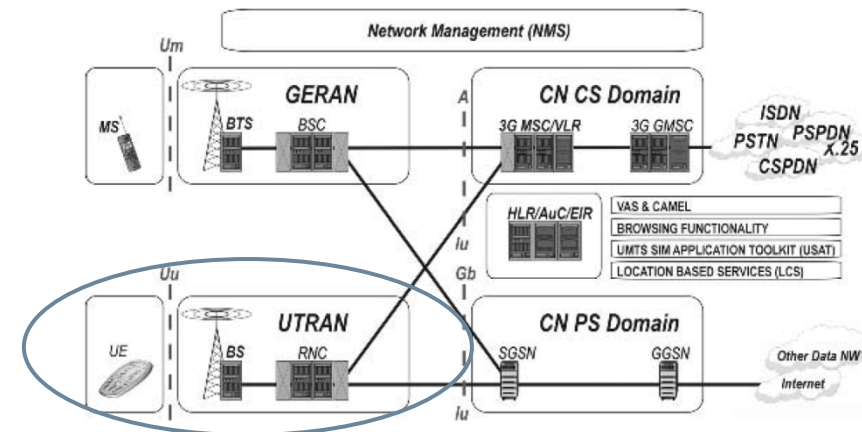 Network Management (NMS)
Um
GERAN
A
CN CS Domain
MS
BTS
BSC
3G MSC/VLR
3G GMSC
ISDN
PSTN
PSPDN
X.25
CSPDN
HLR/AuC/EIR
VAS & CAMEL
BROWSING FUNCTIONALITY
UMTS SIM APPLICATION TOOLKIT (USAT)
LOCATION BASED SERVICES (LCS)
Iu
Uu
Gb
UTRAN
CN PS Domain
UE
BS
RNC
SGSN
GGSN
Other Data NW
Internet
Iu